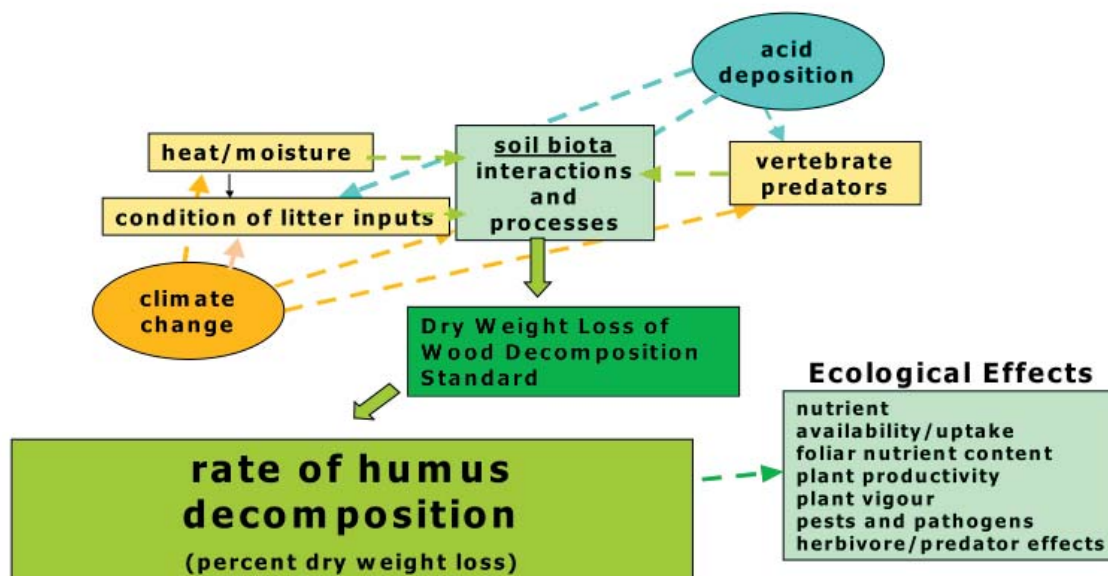 acid
deposition
heat/moisture
soil biota
interactions
and
processes
vertebrate
predators
condition of litter inputs
climate
change
Dry Weight Loss of
Wood Decomposition
Standard
Ecological Effects
nutrient
availability/uptake
foliar nutrient content
plant productivity
plant vigour
pests and pathogens
herbivore/predator effects
rate of humus
decomposition
(percent dry weight loss)